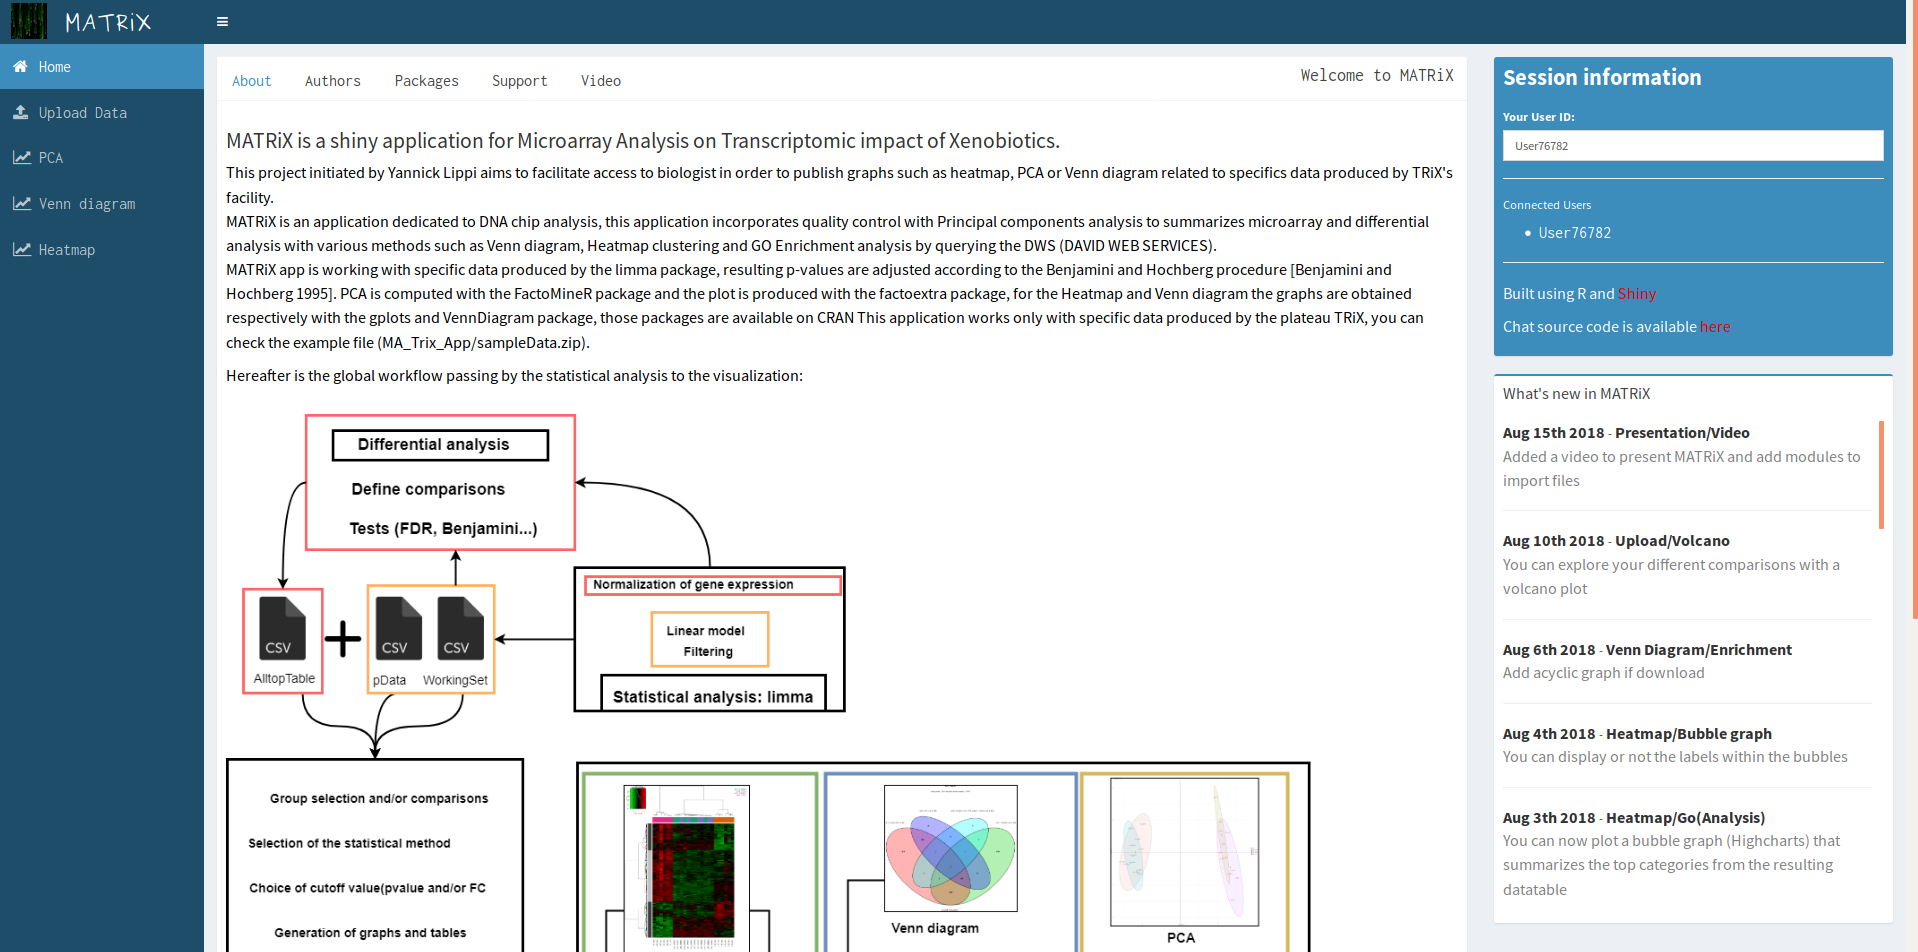 MATRiX
Home
Upload Data
PCA
Venn diagram
Heatmap
About Authors Packages Support Video Welcome to MATRiX
MATRiX is a shiny application for Microarray Analysis on Transcriptomic impact of Xenobiotics.
This project initiated by Yannick Lippi aims to facilitate access to biologist in order to publish graphs such as heatmap, PCA or Venn diagram related to specifics data produced by TRiX's
facility.
MATRiX is an application dedicated to DNA chip analysis, this application incorporates quality control with Principal components analysis to summarizes microarray and differential
analysis with various methods such as Venn diagram, Heatmap clustering and GO Enrichment analysis by querying the DWS (DAVID WEB SERVICES).
MATRiX app is working with specific data produced by the limma package, resulting p-values are adjusted according to the Benjamini and Hochberg procedure [Benjamini and
Hochberg 1995]. PCA is computed with the FactoMineR package and the plot is produced with the factoextra package, for the Heatmap and Venn diagram the graphs are obtained
respectively with the gplots and VennDiagram package, those packages are available on CRAN This application works only with specific data produced by the plateau TRiX, you can
check the example file (MA_Trix_App/sampleData.zip).
Hereafter is the global workflow passing by the statistical analysis to the visualization:
Differential analysis
Define comparisons
Tests (FDR, Benjamini...)
Normalization of gene expression
Linear model
Filtering
Statistical analysis: limma
CSV
AlltopTable
CSV
pData
CSV
WorkingSet
Group selection and/or comparisons
Selection of the statistical method
Choice of cutoff value(pvalue and/or FC
Generation of graphs and tables
Venn diagram
PCA
Session information
Your User ID:
User76782
Connected Users
• User76782
Built using R and Shiny
Chat source code is available here
What's new in MATRiX
Aug 15th 2018 - Presentation/Video
Added a video to present MATRiX and add modules to
import files
Aug 10th 2018 - Upload/Volcano
You can explore your different comparisons with a
volcano plot
Aug 6th 2018 - Venn Diagram/Enrichment
Add acyclic graph if download
Aug 4th 2018 - Heatmap/Bubble graph
You can display or not the labels within the bubbles
Aug 3th 2018 - Heatmap/Go(Analysis)
You can now plot a bubble graph (Highcharts) that
summarizes the top categories from the resulting
datatable